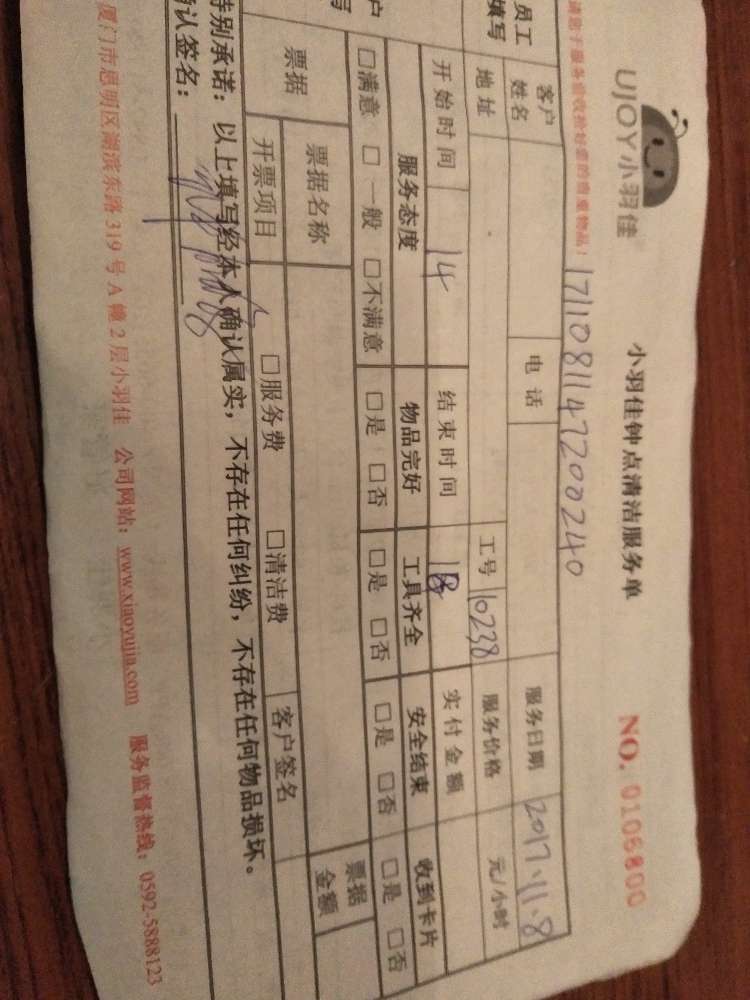 UJOY小羽佳
小羽佳钟点清洁服务单
NO. 0106800
1711081147200240
员工
填写
客户
姓名
电话
服务日期
2017.11.8
地址
工号
10238
服务价格
元/小时
开始时间
14
结束时间
18
实付金额
服务态度
物品完好
工具齐全
安全结束
收到卡片
□满意 □一般 □不满意
□是 □否
□是 □否
□是 □否
□是 □否
票据
票据名称
票据
金额
开票项目
□服务费 □清洁费
客户签名
特别承诺：以上填写经本人确认属实，不存在任何纠纷，不存在任何物品损坏。
确认签名：
厦门市思明区湖滨东路319号A幢2层小羽佳 公司网站：www.xiaoyujia.com 服务监督热线：0592-5888123